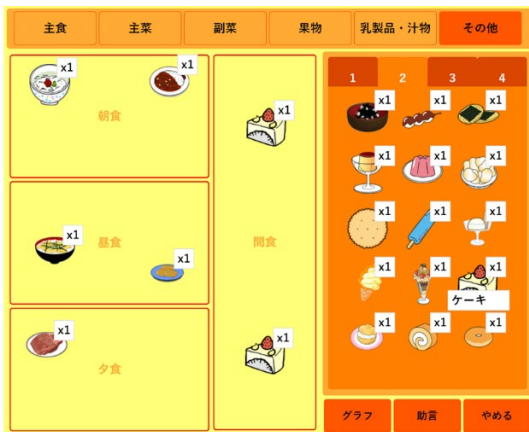 主食 主菜 副菜 果物 乳製品・汁物 その他
x1 x1 x1
朝食
1 2 3 4
x1 x1 x1
x1 x1 x1
x1 x1
昼食 間食
x1 x1 x1
x1 x1 x1
ケーキ
x1 x1
x1 x1 x1
夕食
グラフ 助言 やめる